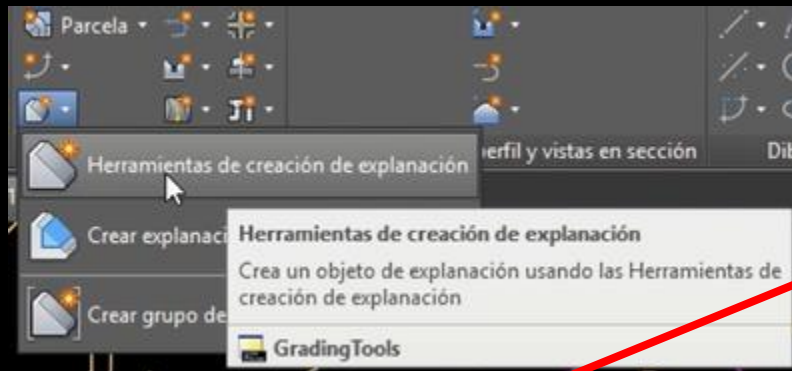 Parcela
erfil y vistas en sección
Dib
Herramientas de creación de explanación
Crear explanaci
Herramientas de creación de explanación
Crea un objeto de explanación usando las Herramientas de
creación de explanación
Crear grupo de
GradingTools